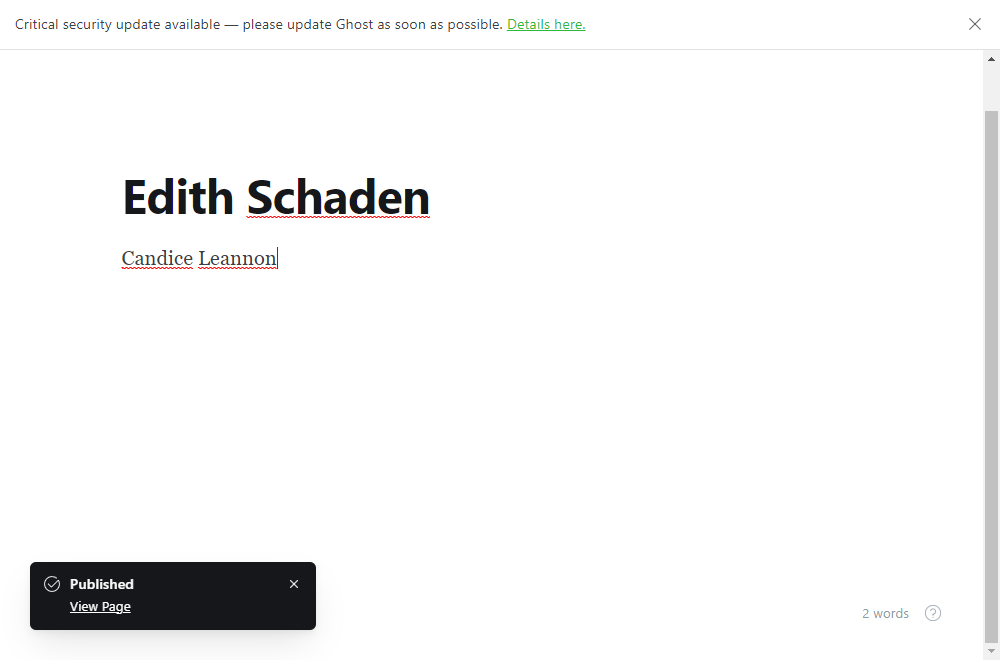 Critical security update available — please update Ghost as soon as possible. Details here.
Edith Schaden
Candice Leannon
Published
View Page
2 words